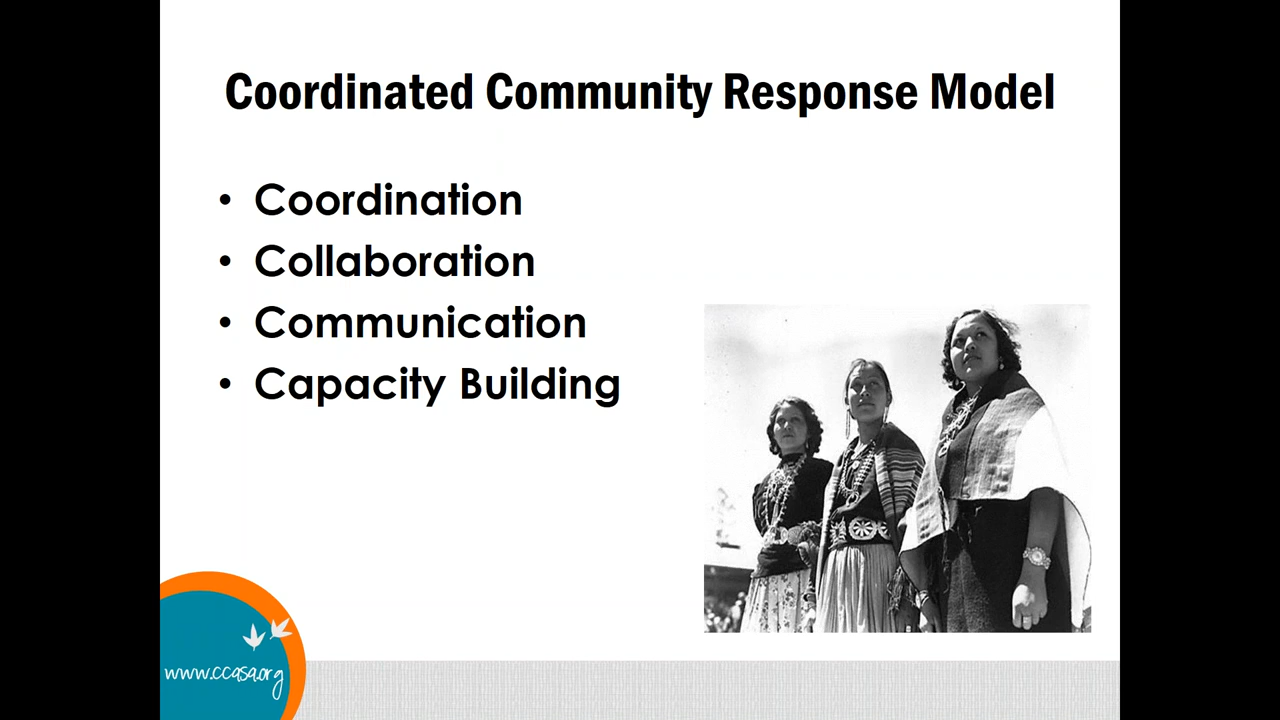 Coordinated Community Response Model
• Coordination
• Collaboration
• Communication
• Capacity Building
www.ccasa.org